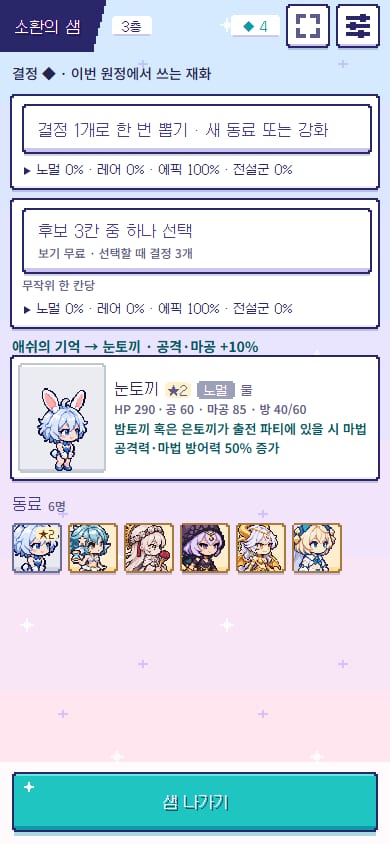 소환의 샘
3층
◆ 4
결정 ◆ · 이번 원정에서 쓰는 재화
결정 1개로 한 번 뽑기 · 새 동료 또는 강화
▶ 노멀 0% · 레어 0% · 에픽 100% · 전설군 0%
후보 3칸 중 하나 선택
보기 무료 · 선택할 때 결정 3개
무작위 한 칸당
▶ 노멀 0% · 레어 0% · 에픽 100% · 전설군 0%
애쉬의 기억 → 눈토끼 · 공격·마공 +10%
눈토끼 ★2 노멀 물
HP 290 · 공 60 · 마공 85 · 방 40/60
밤토끼 혹은 은토끼가 출전 파티에 있을 시 마법
공격력·마법 방어력 50% 증가
동료 6명
★2
샘 나가기